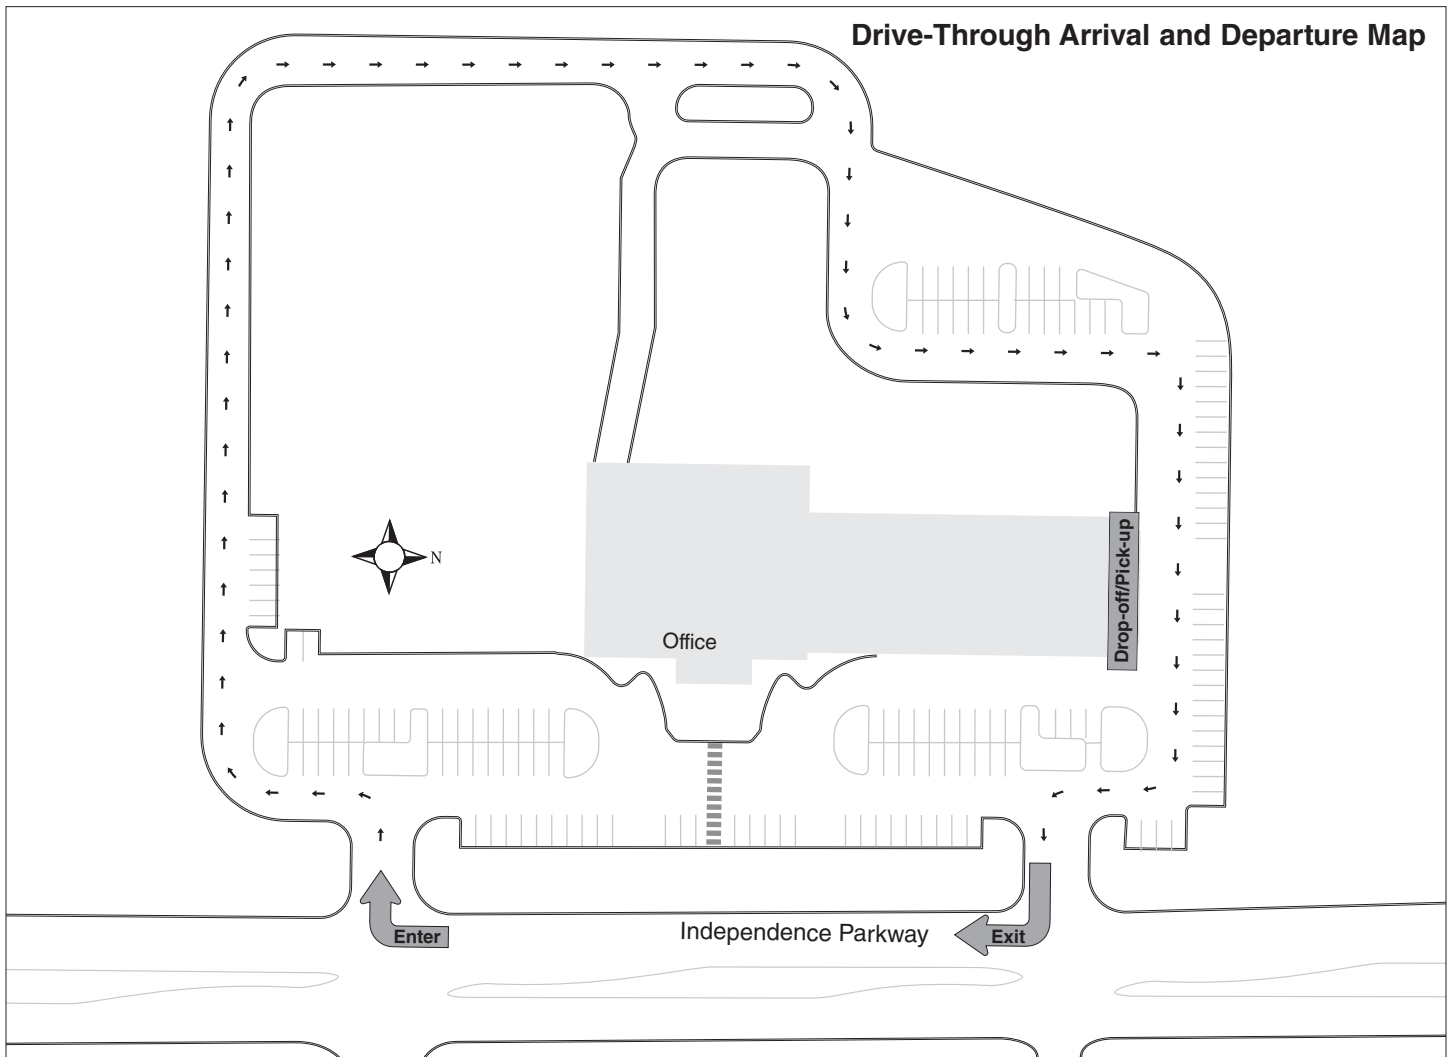 Drive-Through Arrival and Departure Map
N
Drop-off/Pick-up
Office
Independence Parkway
Enter
Exit